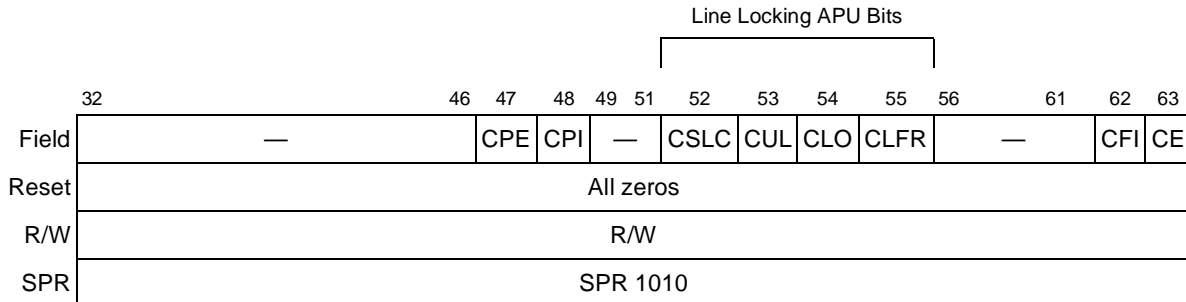 Line Locking APU Bits
32 46 47 48 49 51 52 53 54 55 56 61 62 63
Field — CPE CPI — CSLC CUL CLO CLFR — CFI CE
Reset All zeros
R/W R/W
SPR SPR 1010